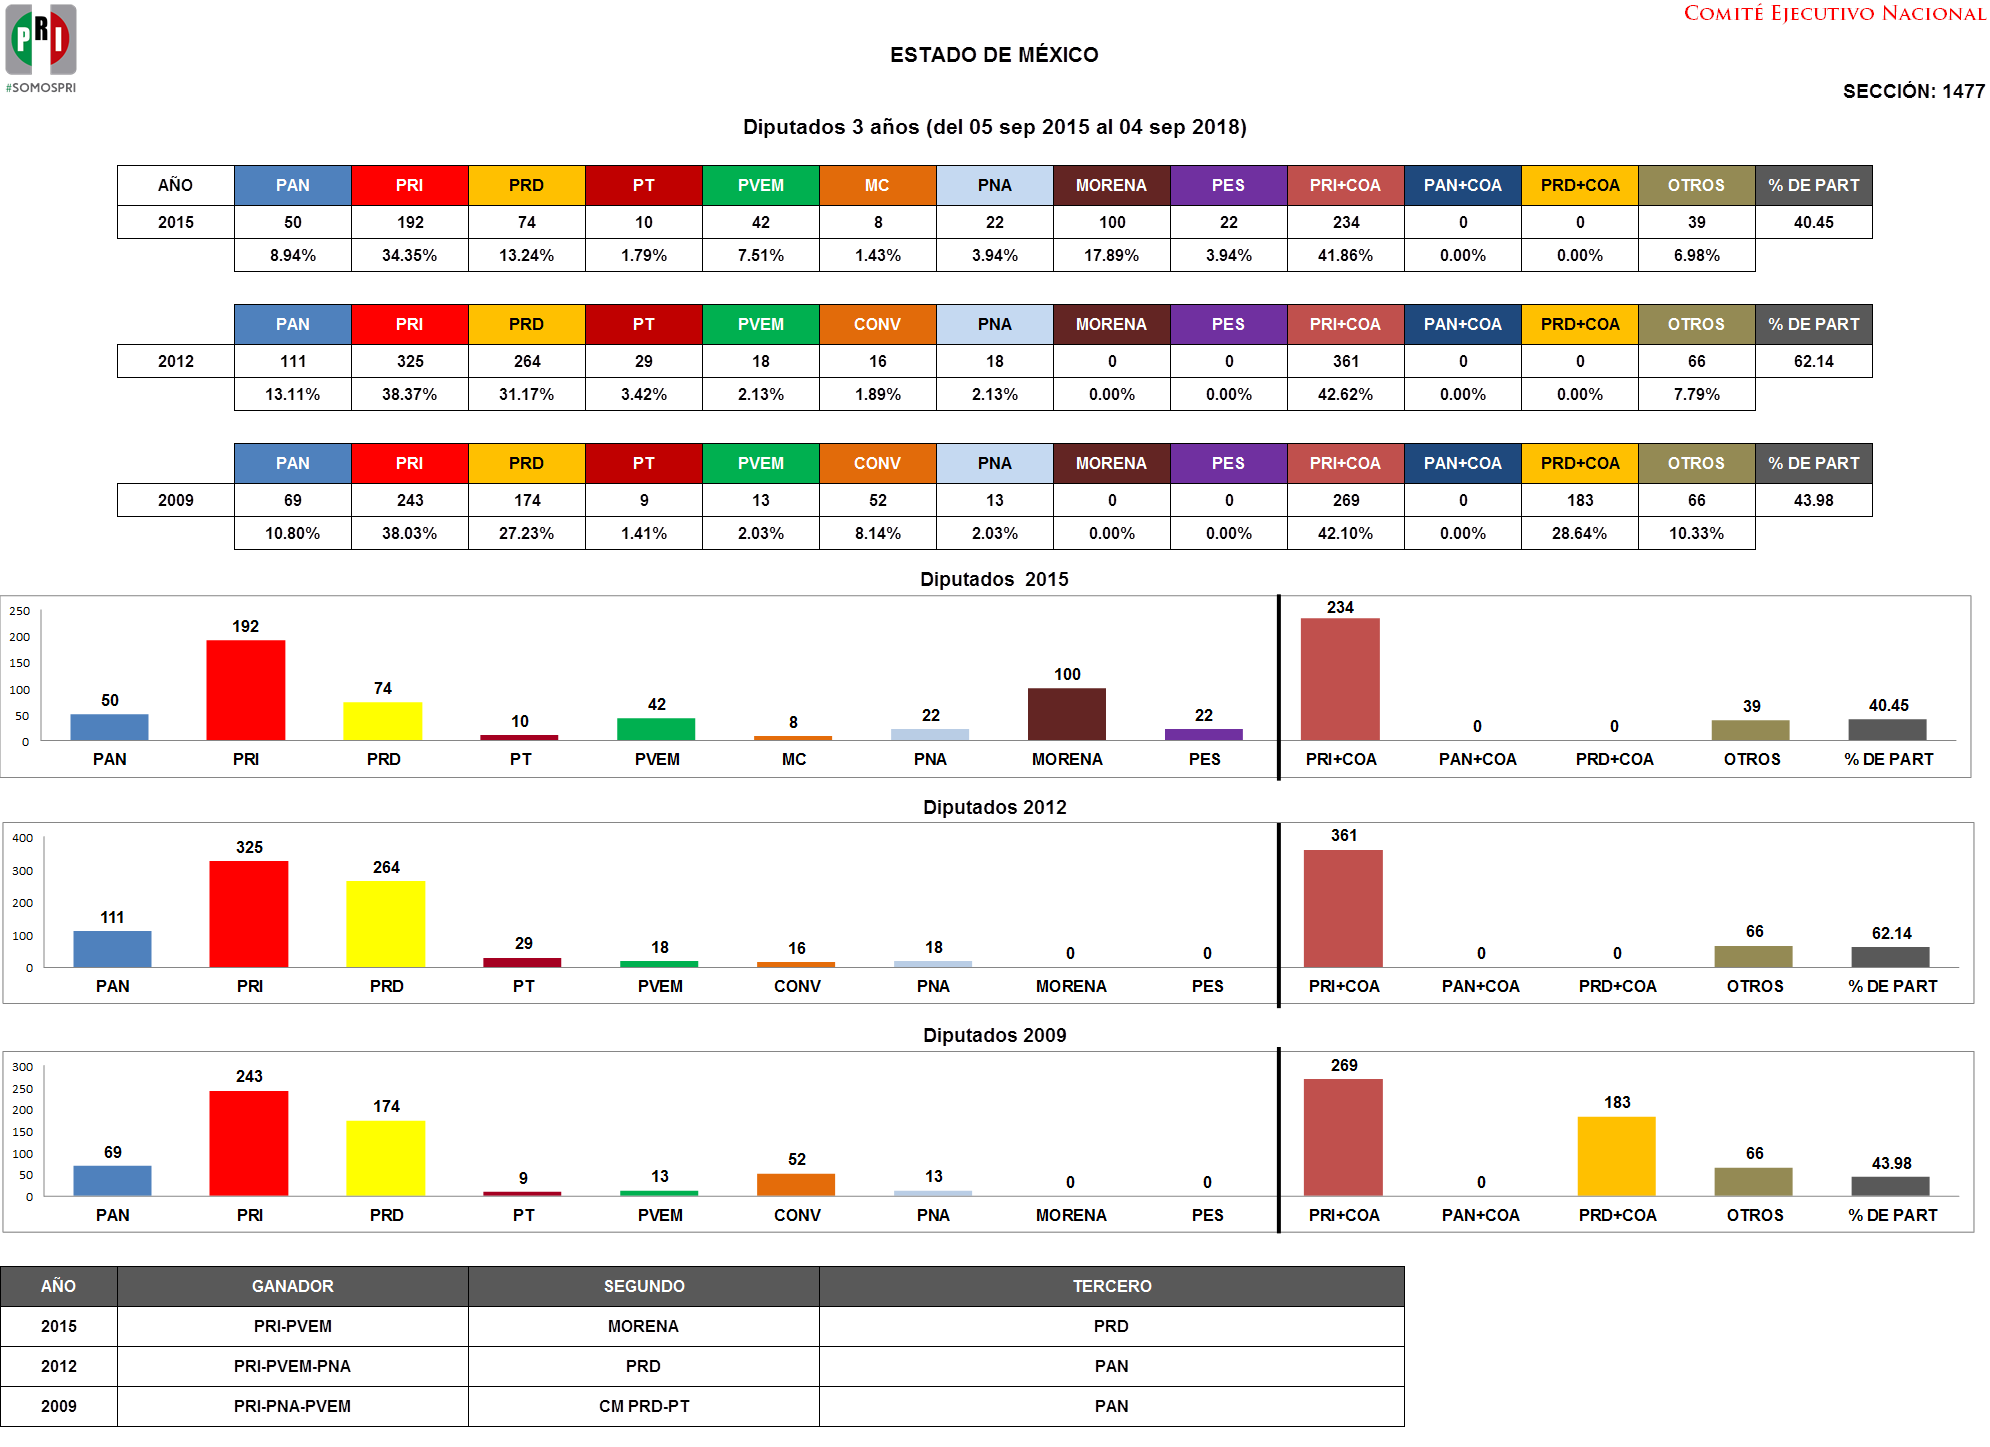 PRI
#SOMOSPRI
COMITÉ EJECUTIVO NACIONAL
ESTADO DE MÉXICO
SECCIÓN: 1477
Diputados 3 años (del 05 sep 2015 al 04 sep 2018)
AÑO PAN PRI PRD PT PVEM MC PNA MORENA PES PRI+COA PAN+COA PRD+COA OTROS % DE PART
2015 50 192 74 10 42 8 22 100 22 234 0 0 39 40.45
8.94% 34.35% 13.24% 1.79% 7.51% 1.43% 3.94% 17.89% 3.94% 41.86% 0.00% 0.00% 6.98%
PAN PRI PRD PT PVEM CONV PNA MORENA PES PRI+COA PAN+COA PRD+COA OTROS % DE PART
2012 111 325 264 29 18 16 18 0 0 361 0 0 66 62.14
13.11% 38.37% 31.17% 3.42% 2.13% 1.89% 2.13% 0.00% 0.00% 42.62% 0.00% 0.00% 7.79%
PAN PRI PRD PT PVEM CONV PNA MORENA PES PRI+COA PAN+COA PRD+COA OTROS % DE PART
2009 69 243 174 9 13 52 13 0 0 269 0 183 66 43.98
10.80% 38.03% 27.23% 1.41% 2.03% 8.14% 2.03% 0.00% 0.00% 42.10% 0.00% 28.64% 10.33%
Diputados 2015
250
200
150
100
50
0
50 192 74 10 42 8 22 100 22 234 0 0 39 40.45
PAN PRI PRD PT PVEM MC PNA MORENA PES PRI+COA PAN+COA PRD+COA OTROS % DE PART
Diputados 2012
400
300
200
100
0
111 325 264 29 18 16 18 0 0 361 0 0 66 62.14
PAN PRI PRD PT PVEM CONV PNA MORENA PES PRI+COA PAN+COA PRD+COA OTROS % DE PART
Diputados 2009
300
250
200
150
100
50
0
69 243 174 9 13 52 13 0 0 269 0 183 66 43.98
PAN PRI PRD PT PVEM CONV PNA MORENA PES PRI+COA PAN+COA PRD+COA OTROS % DE PART
AÑO GANADOR SEGUNDO TERCERO
2015 PRI-PVEM MORENA PRD
2012 PRI-PVEM-PNA PRD PAN
2009 PRI-PNA-PVEM CM PRD-PT PAN